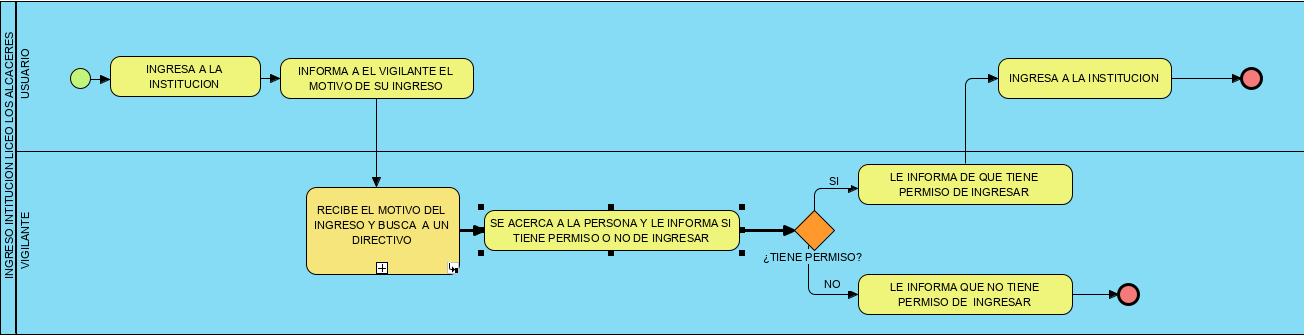 INGRESO INTITUCION LICEO LOS ALCACERES
USUARIO
INGRESA A LA
INSTITUCION
INFORMA A EL VIGILANTE EL
MOTIVO DE SU INGRESO
INGRESA A LA INSTITUCION
VIGILANTE
RECIBE EL MOTIVO DEL
INGRESO Y BUSCA A UN
DIRECTIVO
SE ACERCA A LA PERSONA Y LE INFORMA SI
TIENE PERMISO O NO DE INGRESAR
¿TIENE PERMISO?
SI
LE INFORMA DE QUE TIENE
PERMISO DE INGRESAR
NO
LE INFORMA QUE NO TIENE
PERMISO DE INGRESAR